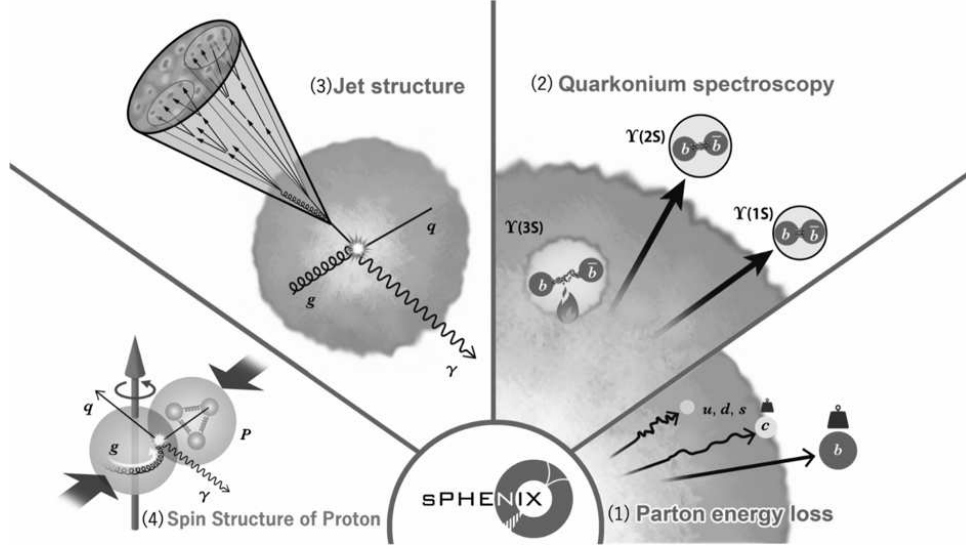 (3) Jet structure
q
g
γ
(2) Quarkonium spectroscopy
ϒ(2S)
b b̅
ϒ(1S)
b b̅
ϒ(3S)
b b̅
u, d, s
c
b
(1) Parton energy loss
q
g
P
γ
(4) Spin Structure of Proton
sPHENIX